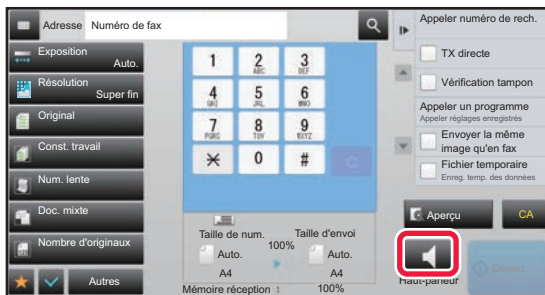 Adresse
Numéro de fax
Exposition
Auto.
Résolution
Super fin
Original
Const. travail
Num. lente
Doc. mixte
Nombre d'originaux
Autres
1
2
ABC
3
DEF
4
GHI
5
JKL
6
MNO
7
PQRS
8
TUV
9
WXYZ
0
#
C
Taille de num.
100%
Taille d'envoi
Auto.
A4
Auto.
A4
Mémoire réception :
100%
Appeler numéro de rech.
TX directe
Vérification tampon
Appeler un programme
Appeler réglages enregistrés
Envoyer la même
image qu'en fax
Fichier temporaire
Enreg. temp. des données
Aperçu
CA
Haut-parleur
Départ